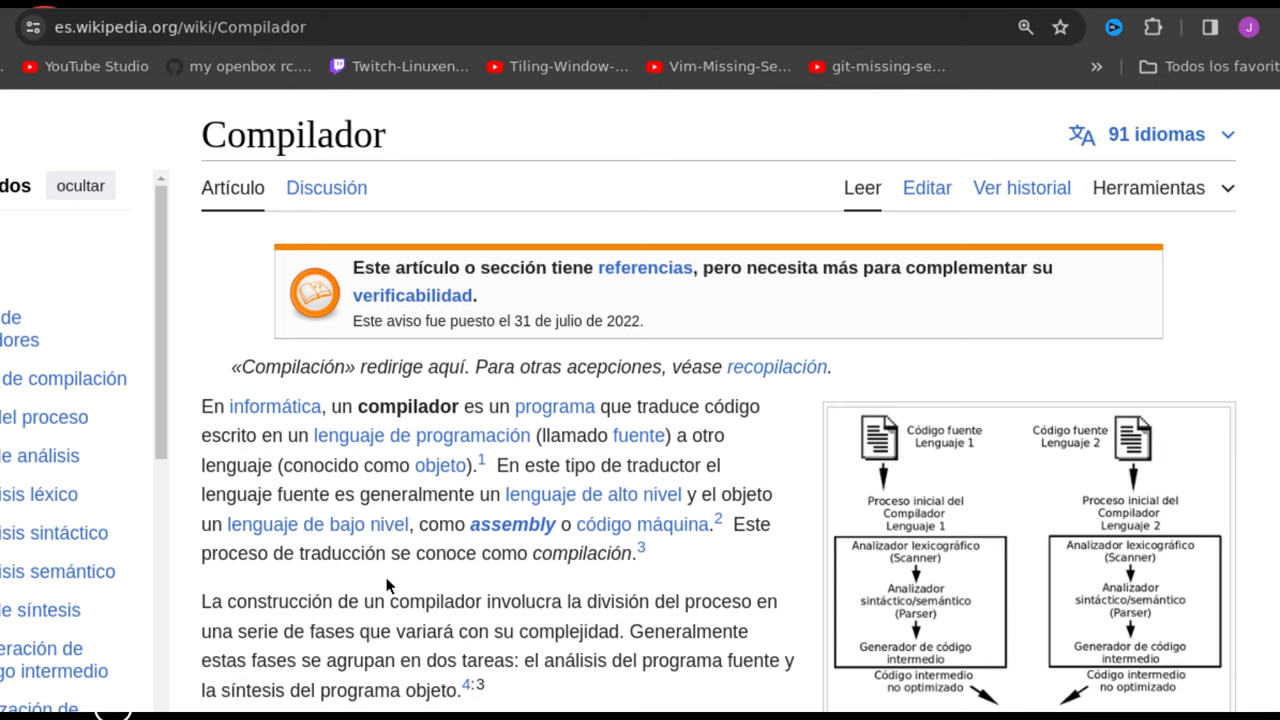 es.wikipedia.org/wiki/Compilador
J
YouTube Studio
my openbox rc....
Twitch-Linuxen...
Tiling-Window-...
Vim-Missing-Se...
git-missing-se...
»
Todos los favorit
Compilador
91 idiomas
dos
ocultar
Artículo
Discusión
Leer
Editar
Ver historial
Herramientas
Este artículo o sección tiene referencias, pero necesita más para complementar su
verificabilidad.
Este aviso fue puesto el 31 de julio de 2022.
«Compilación» redirige aquí. Para otras acepciones, véase recopilación.
de
dores
de compilación
del proceso
de análisis
isis léxico
isis sintáctico
isis semántico
de síntesis
eración de
go intermedio
ización de
En informática, un compilador es un programa que traduce código
escrito en un lenguaje de programación (llamado fuente) a otro
lenguaje (conocido como objeto).1 En este tipo de traductor el
lenguaje fuente es generalmente un lenguaje de alto nivel y el objeto
un lenguaje de bajo nivel, como assembly o código máquina.2 Este
proceso de traducción se conoce como compilación.3
La construcción de un compilador involucra la división del proceso en
una serie de fases que variará con su complejidad. Generalmente
estas fases se agrupan en dos tareas: el análisis del programa fuente y
la síntesis del programa objeto.4:3
Código fuente
Lenguaje 1
Proceso inicial del
Compilador
Lenguaje 1
Analizador lexicográfico
(Scanner)
Analizador
sintáctico/semántico
(Parser)
Generador de código
intermedio
Código intermedio
no optimizado
Código fuente
Lenguaje 2
Proceso inicial del
Compilador
Lenguaje 2
Analizador lexicográfico
(Scanner)
Analizador
sintáctico/semántico
(Parser)
Generador de código
intermedio
Código intermedio
no optimizado